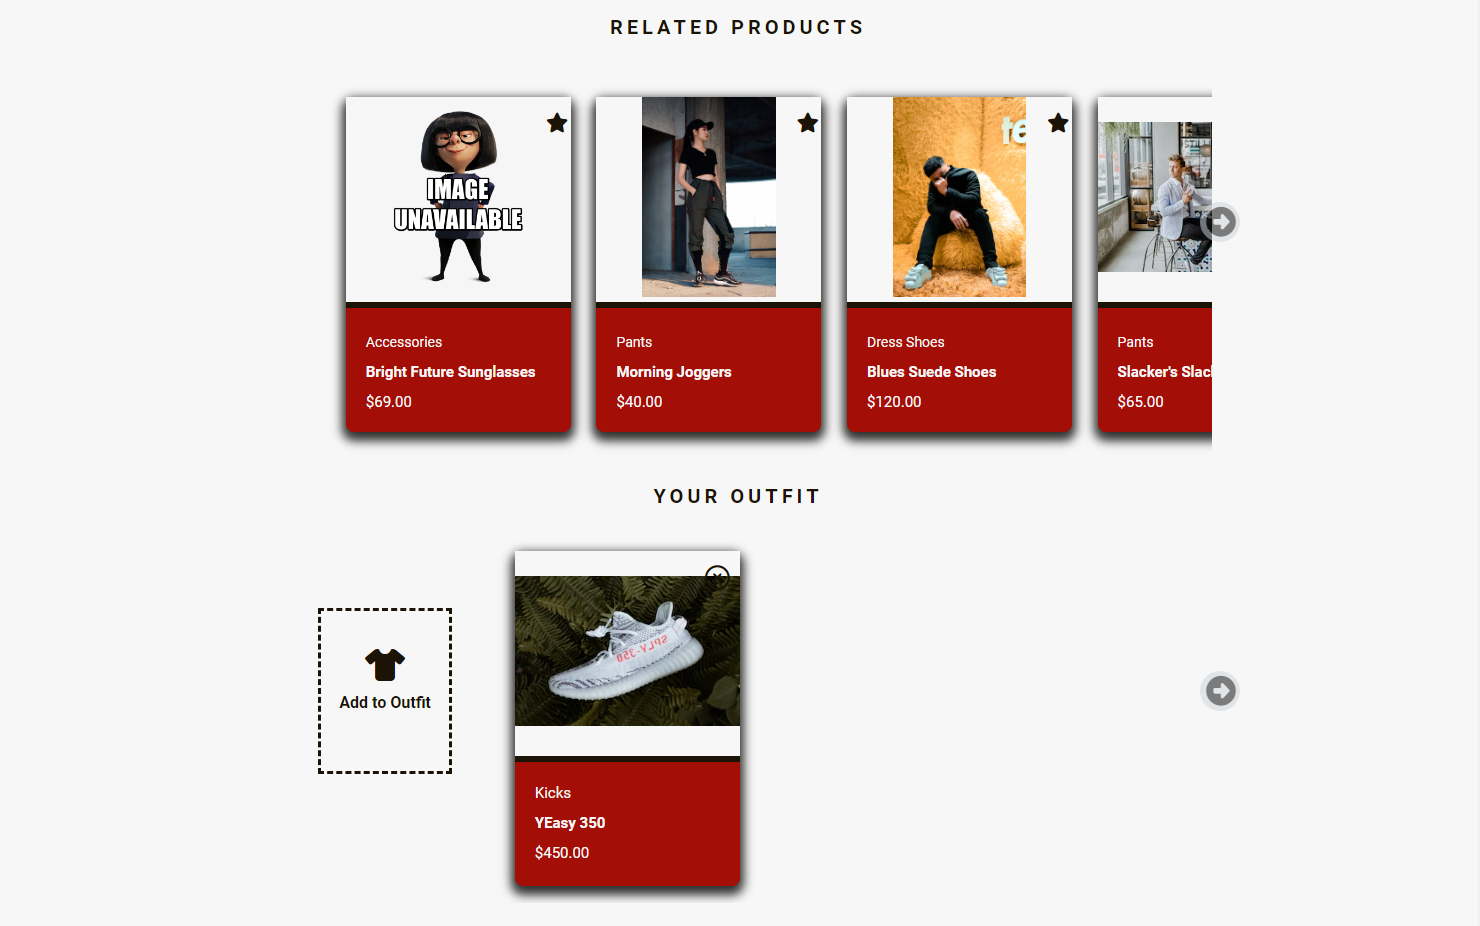 RELATED PRODUCTS
IMAGE
UNAVAILABLE
te
Accessories
Bright Future Sunglasses
$69.00
Pants
Morning Joggers
$40.00
Dress Shoes
Blues Suede Shoes
$120.00
Pants
Slacker's Slac
$65.00
YOUR OUTFIT
Add to Outfit
SPLY-350
Kicks
YEasy 350
$450.00